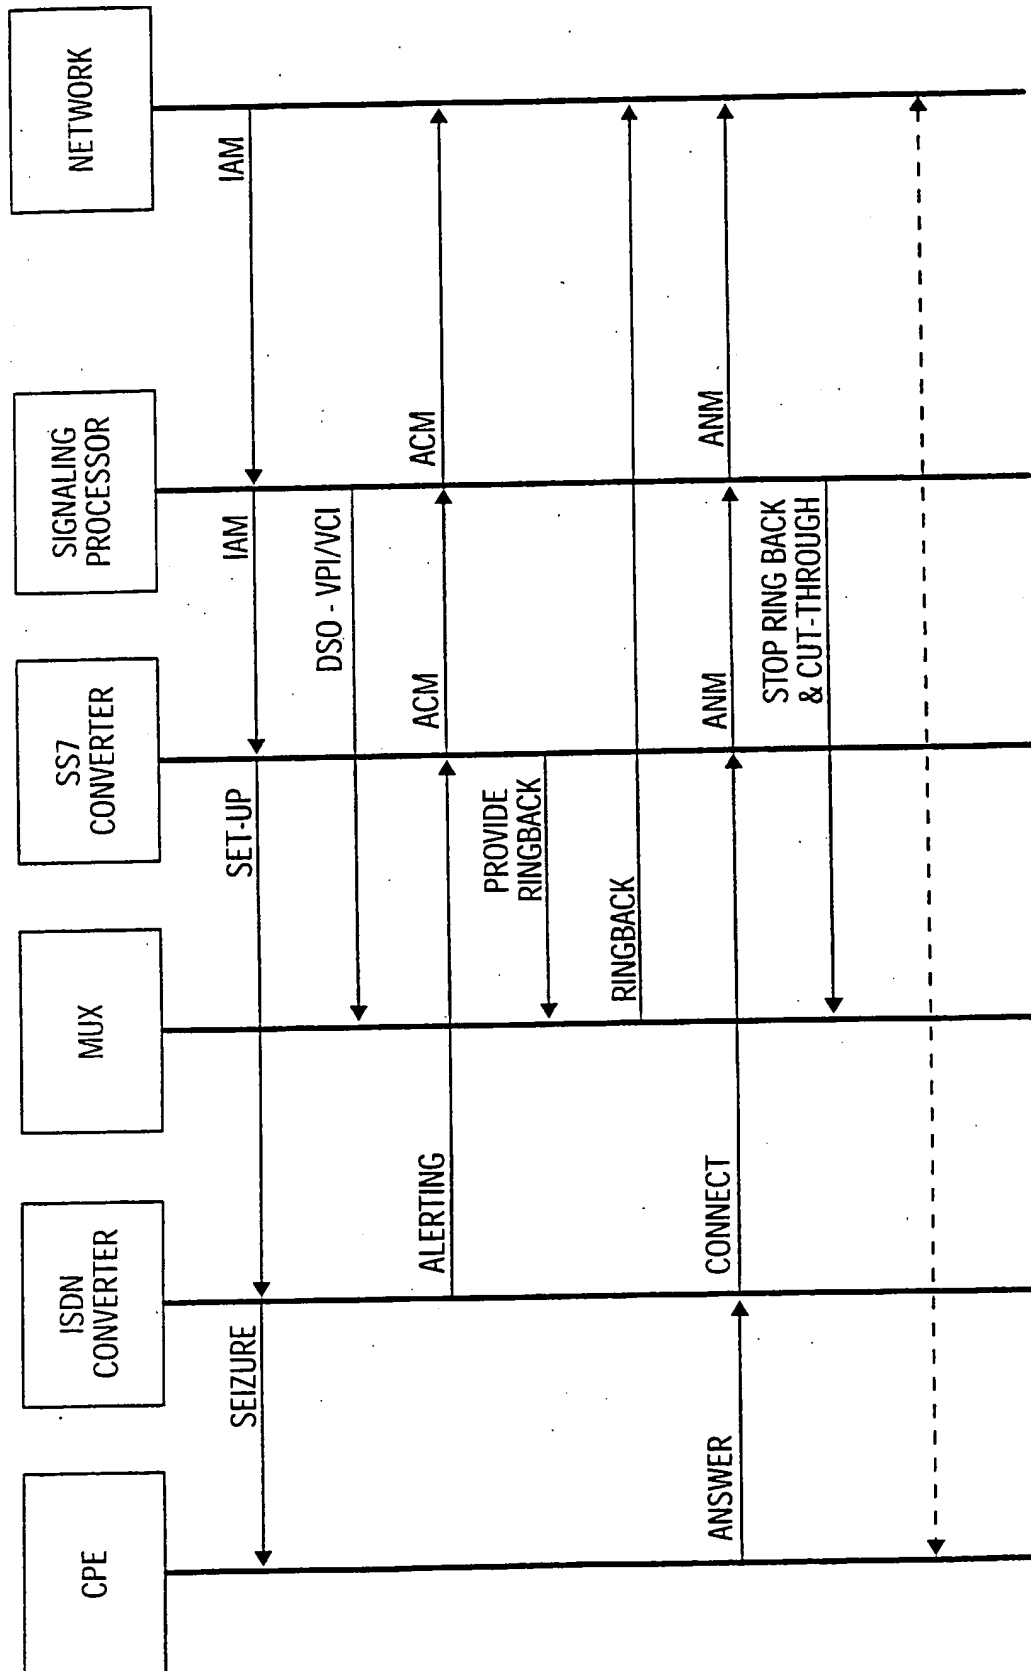 CPE
ISDN
CONVERTER
MUX
SS7
CONVERTER
SIGNALING
PROCESSOR
NETWORK
SEIZURE
SET-UP
IAM
IAM
DSO - VPI/VCI
ALERTING
ACM
ACM
PROVIDE
RINGBACK
RINGBACK
ANSWER
CONNECT
ANM
ANM
STOP RING BACK
& CUT-THROUGH